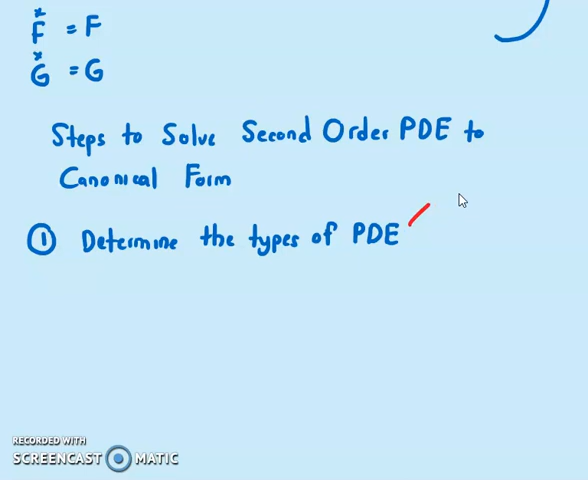 F* = F
G* = G
Steps to Solve Second Order PDE to
Canonical Form
① Determine the types of PDE
RECORDED WITH
SCREENCAST MATIC